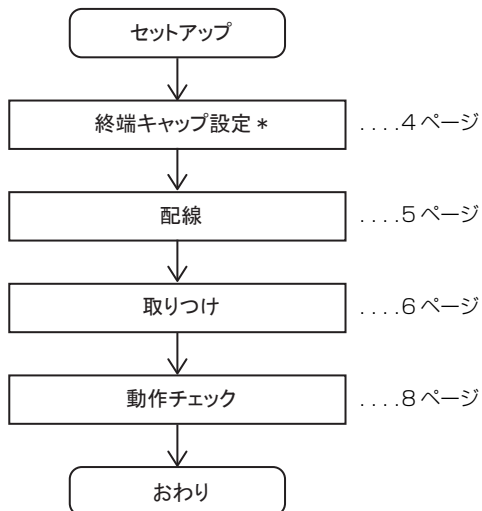 セットアップ
終端キャップ設定＊ ....4ページ
配線 ....5ページ
取りつけ ....6ページ
動作チェック ....8ページ
おわり